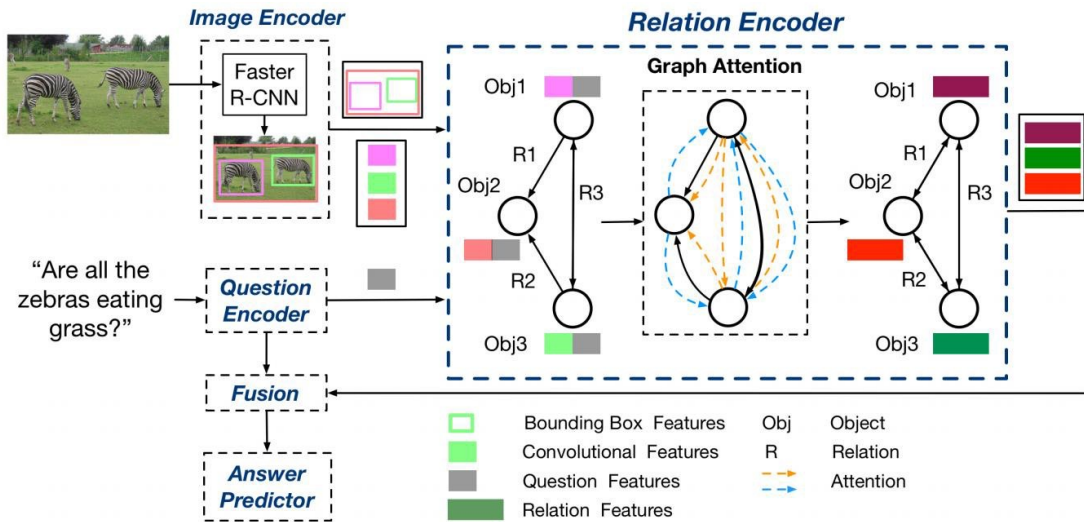 Image Encoder
Faster
R-CNN
“Are all the
zebras eating
grass?”
Question
Encoder
Fusion
Answer
Predictor
Relation Encoder
Graph Attention
Obj1
R1
Obj2
R3
R2
Obj3
Obj1
R1
Obj2
R3
R2
Obj3
Bounding Box Features
Convolutional Features
Question Features
Relation Features
Obj Object
R Relation
Attention